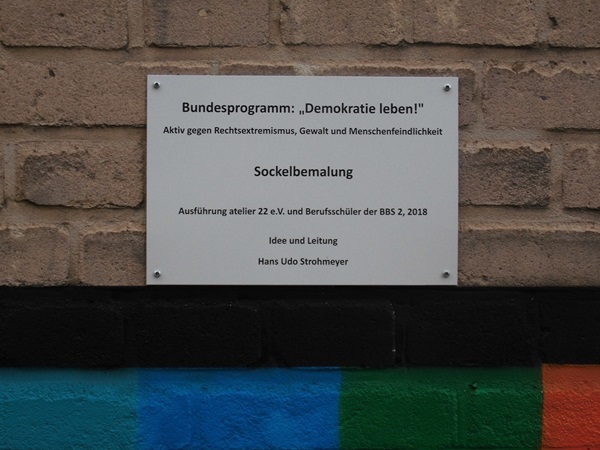 Bundesprogramm: „Demokratie leben!"
Aktiv gegen Rechtsextremismus, Gewalt und Menschenfeindlichkeit
Sockelbemalung
Ausführung atelier 22 e.V. und Berufsschüler der BBS 2, 2018
Idee und Leitung
Hans Udo Strohmeyer